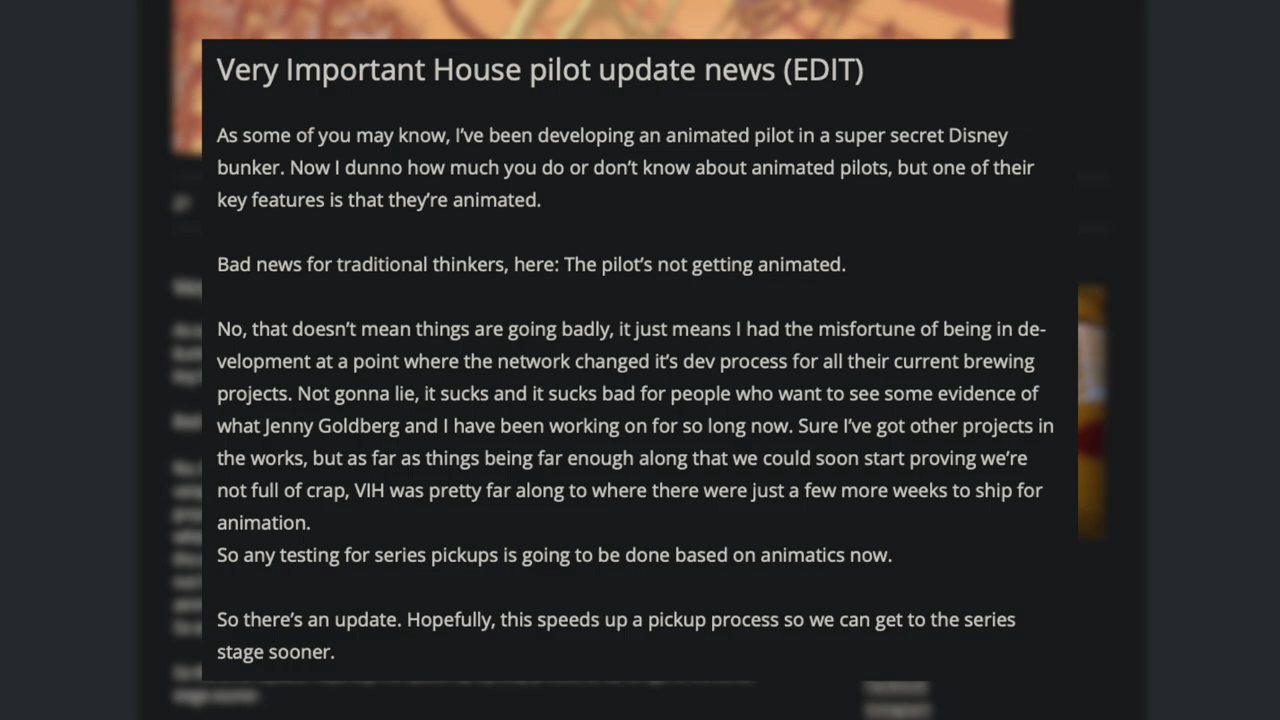 Very Important House pilot update news (EDIT)
As some of you may know, I've been developing an animated pilot in a super secret Disney
bunker. Now I dunno how much you do or don't know about animated pilots, but one of their
key features is that they're animated.
Bad news for traditional thinkers, here: The pilot's not getting animated.
No, that doesn't mean things are going badly, it just means I had the misfortune of being in de-
velopment at a point where the network changed it's dev process for all their current brewing
projects. Not gonna lie, it sucks and it sucks bad for people who want to see some evidence of
what Jenny Goldberg and I have been working on for so long now. Sure I've got other projects in
the works, but as far as things being far enough along that we could soon start proving we're
not full of crap, VIH was pretty far along to where there were just a few more weeks to ship for
animation.
So any testing for series pickups is going to be done based on animatics now.
So there's an update. Hopefully, this speeds up a pickup process so we can get to the series
stage sooner.